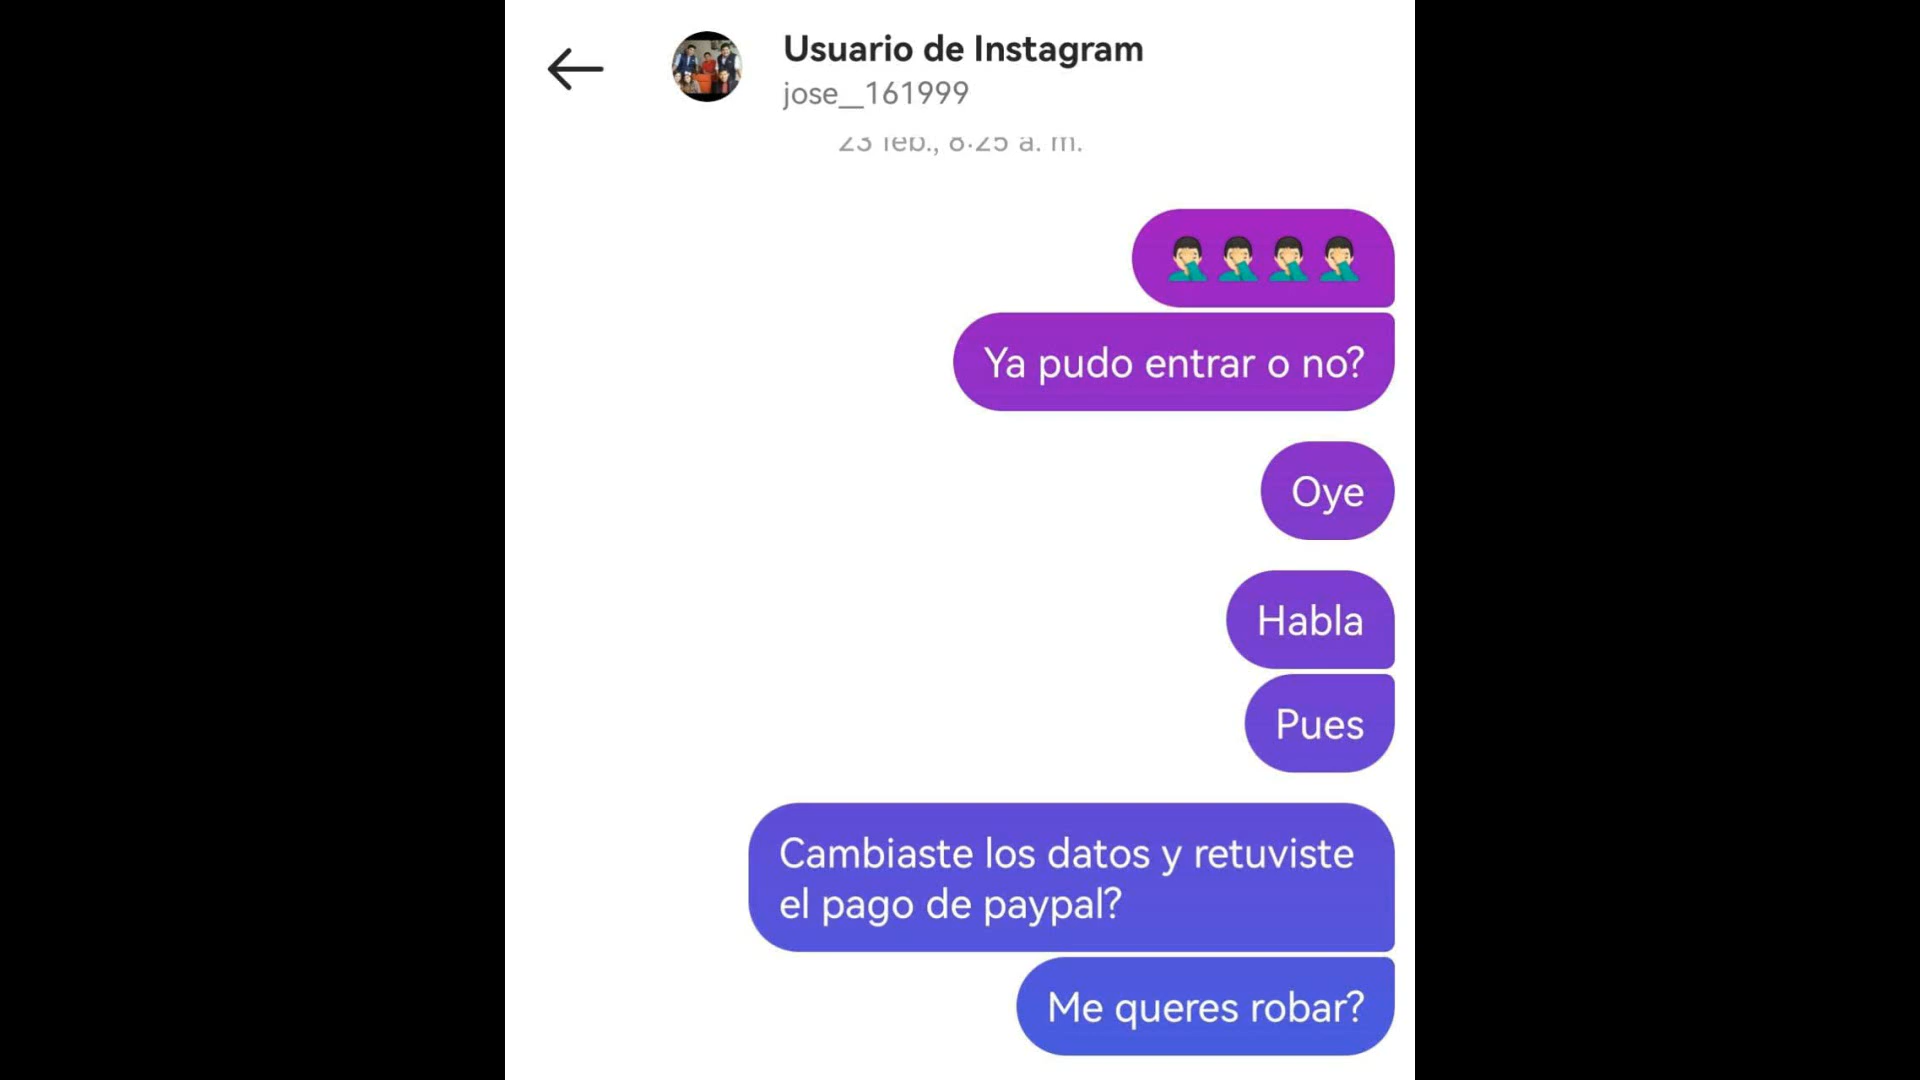 Usuario de Instagram
jose__161999
23 feb., 8:25 a. m.
🤦🏻‍♂️🤦🏻‍♂️🤦🏻‍♂️🤦🏻‍♂️
Ya pudo entrar o no?
Oye
Habla
Pues
Cambiaste los datos y retuviste
el pago de paypal?
Me queres robar?